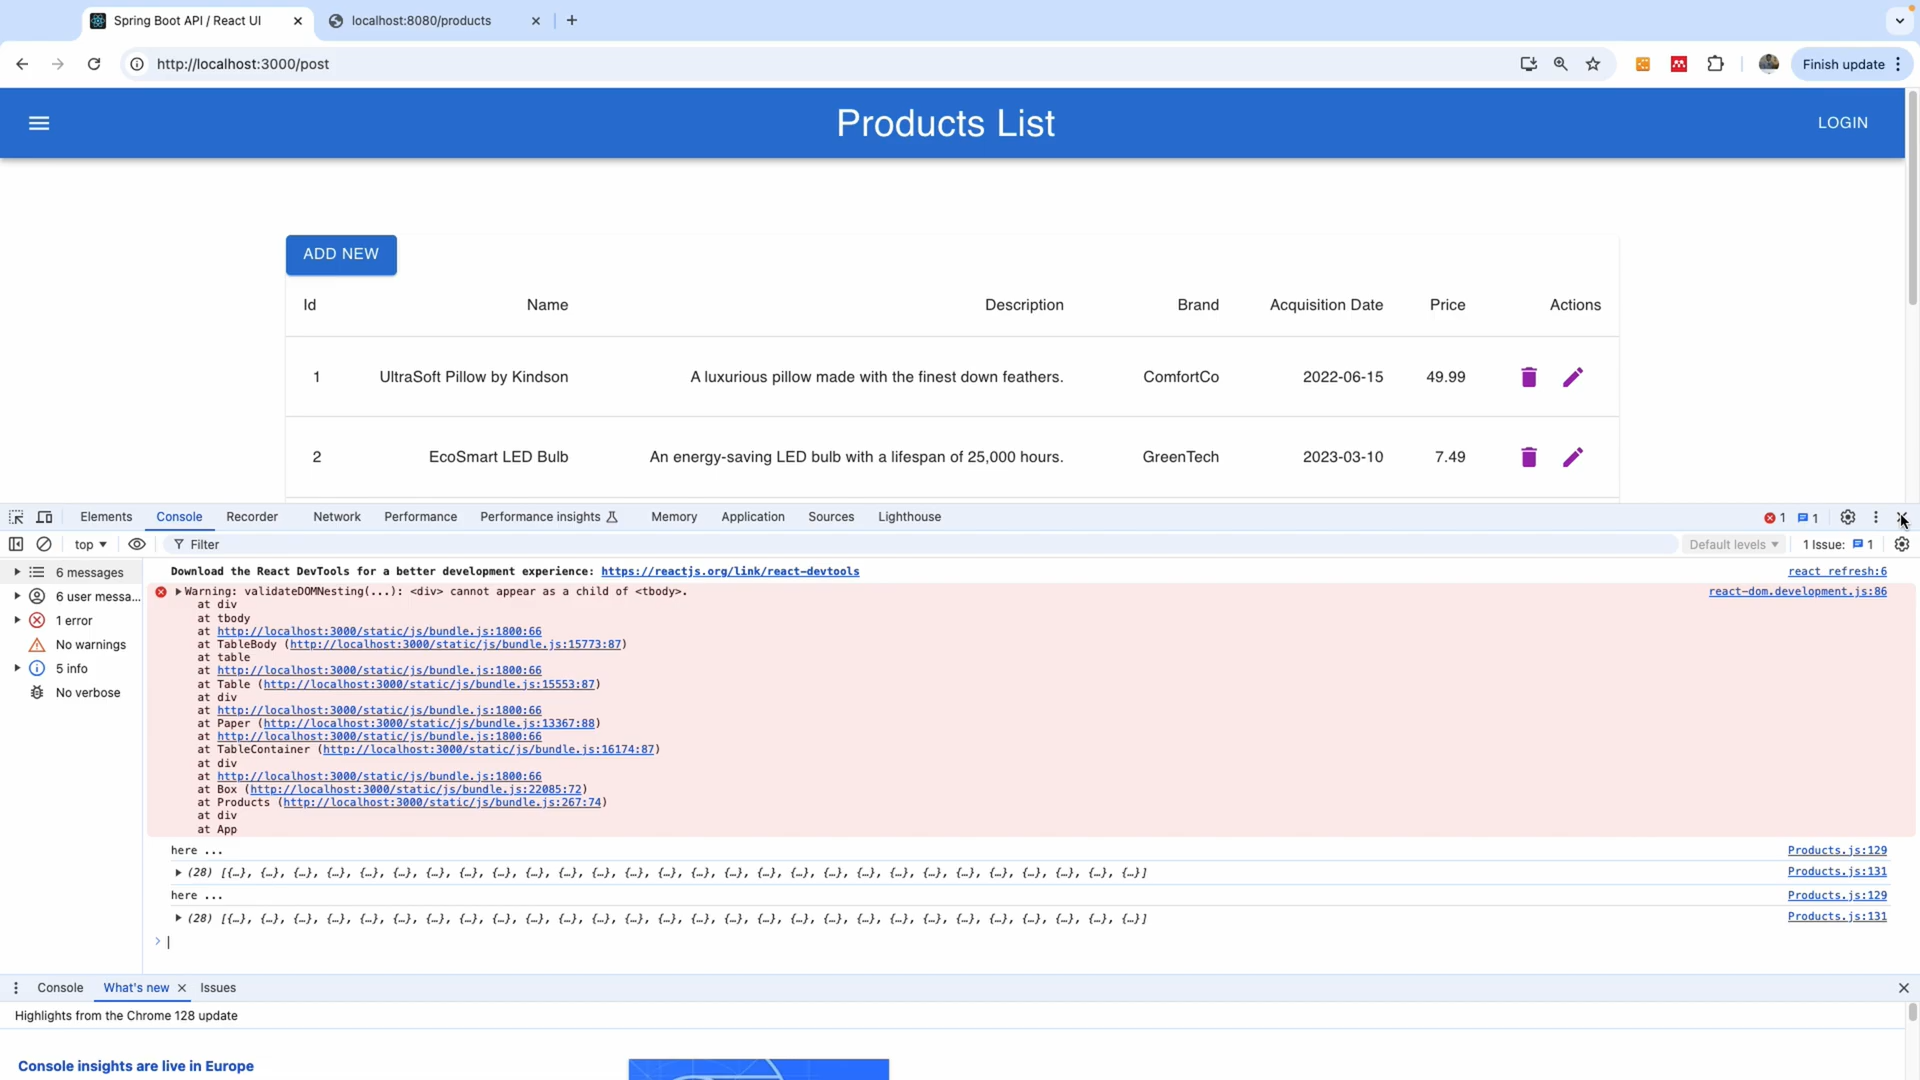 Spring Boot API / React UI
localhost:8080/products
http://localhost:3000/post
Finish update
Products List
LOGIN
ADD NEW
Id Name Description Brand Acquisition Date Price Actions
1 UltraSoft Pillow by Kindson A luxurious pillow made with the finest down feathers. ComfortCo 2022-06-15 49.99
2 EcoSmart LED Bulb An energy-saving LED bulb with a lifespan of 25,000 hours. GreenTech 2023-03-10 7.49
Elements Console Recorder Network Performance Performance insights Memory Application Sources Lighthouse 1 1
top Filter Default levels 1 Issue: 1
6 messages
6 user messa...
1 error
No warnings
5 info
No verbose
Download the React DevTools for a better development experience: https://reactjs.org/link/react-devtools react refresh:6
Warning: validateDOMNesting(...): <div> cannot appear as a child of <tbody>. react-dom.development.js:86
at div
at tbody
at http://localhost:3000/static/js/bundle.js:1800:66
at TableBody (http://localhost:3000/static/js/bundle.js:15773:87)
at table
at http://localhost:3000/static/js/bundle.js:1800:66
at Table (http://localhost:3000/static/js/bundle.js:15553:87)
at div
at http://localhost:3000/static/js/bundle.js:1800:66
at Paper (http://localhost:3000/static/js/bundle.js:13367:88)
at http://localhost:3000/static/js/bundle.js:1800:66
at TableContainer (http://localhost:3000/static/js/bundle.js:16174:87)
at div
at http://localhost:3000/static/js/bundle.js:1800:66
at Box (http://localhost:3000/static/js/bundle.js:22085:72)
at Products (http://localhost:3000/static/js/bundle.js:267:74)
at div
at App
here ... Products.js:129
(28) [{…}, {…}, {…}, {…}, {…}, {…}, {…}, {…}, {…}, {…}, {…}, {…}, {…}, {…}, {…}, {…}, {…}, {…}, {…}, {…}, {…}, {…}, {…}, {…}, {…}, {…}, {…}, {…}] Products.js:131
here ... Products.js:129
(28) [{…}, {…}, {…}, {…}, {…}, {…}, {…}, {…}, {…}, {…}, {…}, {…}, {…}, {…}, {…}, {…}, {…}, {…}, {…}, {…}, {…}, {…}, {…}, {…}, {…}, {…}, {…}, {…}] Products.js:131
Console What's new Issues
Highlights from the Chrome 128 update
Console insights are live in Europe